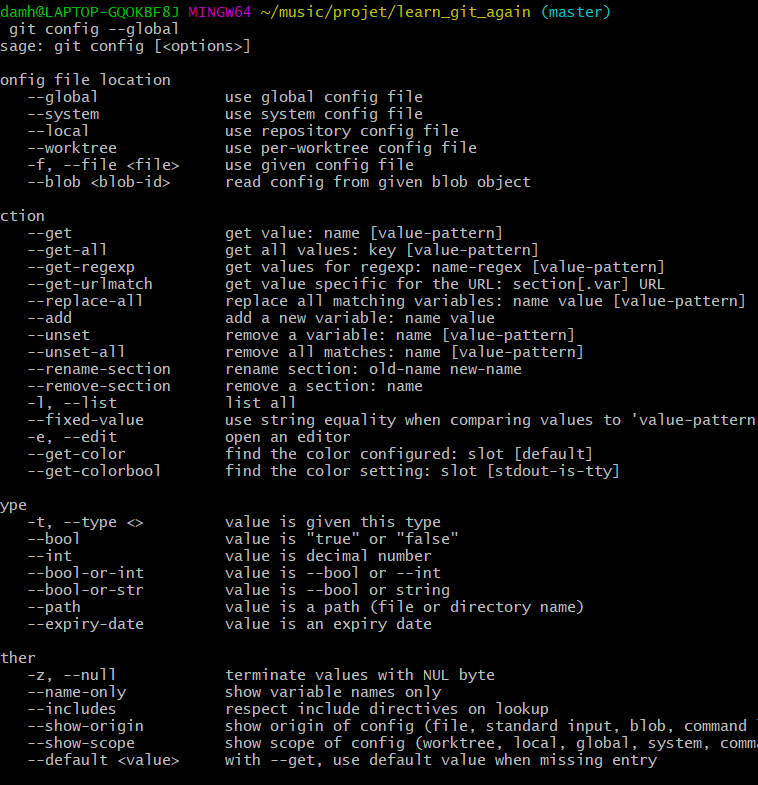 damh@LAPTOP-GQOKBF8J MINGW64 ~/music/projet/learn_git_again (master)
git config --global
sage: git config [<options>]
onfig file location
--global use global config file
--system use system config file
--local use repository config file
--worktree use per-worktree config file
-f, --file <file> use given config file
--blob <blob-id> read config from given blob object
ction
--get get value: name [value-pattern]
--get-all get all values: key [value-pattern]
--get-regexp get values for regexp: name-regex [value-pattern]
--get-urlmatch get value specific for the URL: section[.var] URL
--replace-all replace all matching variables: name value [value-pattern]
--add add a new variable: name value
--unset remove a variable: name [value-pattern]
--unset-all remove all matches: name [value-pattern]
--rename-section rename section: old-name new-name
--remove-section remove a section: name
-l, --list list all
--fixed-value use string equality when comparing values to 'value-pattern
-e, --edit open an editor
--get-color find the color configured: slot [default]
--get-colorbool find the color setting: slot [stdout-is-tty]
ype
-t, --type <> value is given this type
--bool value is "true" or "false"
--int value is decimal number
--bool-or-int value is --bool or --int
--bool-or-str value is --bool or string
--path value is a path (file or directory name)
--expiry-date value is an expiry date
ther
-z, --null terminate values with NUL byte
--name-only show variable names only
--includes respect include directives on lookup
--show-origin show origin of config (file, standard input, blob, command
--show-scope show scope of config (worktree, local, global, system, comma
--default <value> with --get, use default value when missing entry